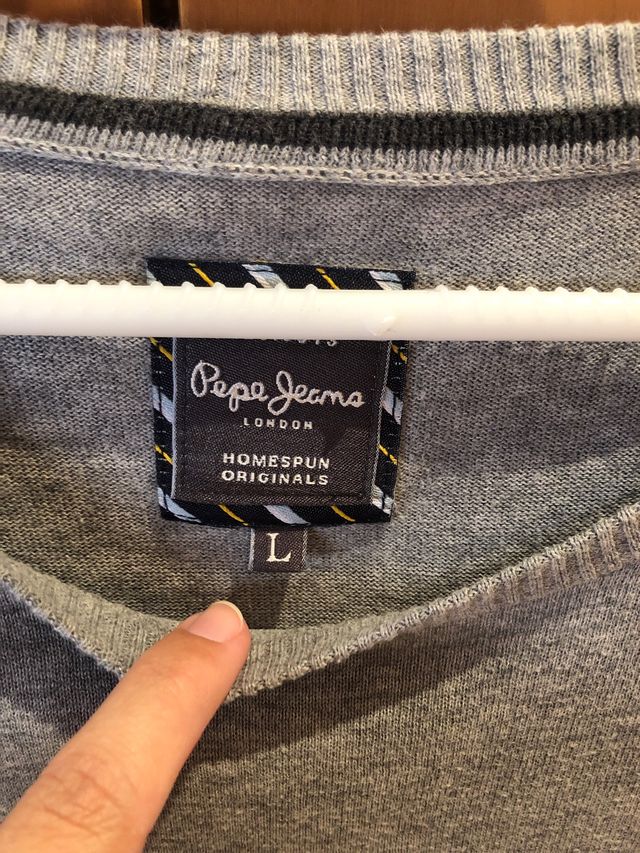 Pepe Jeans
LONDON
HOMESPUN
ORIGINALS
L